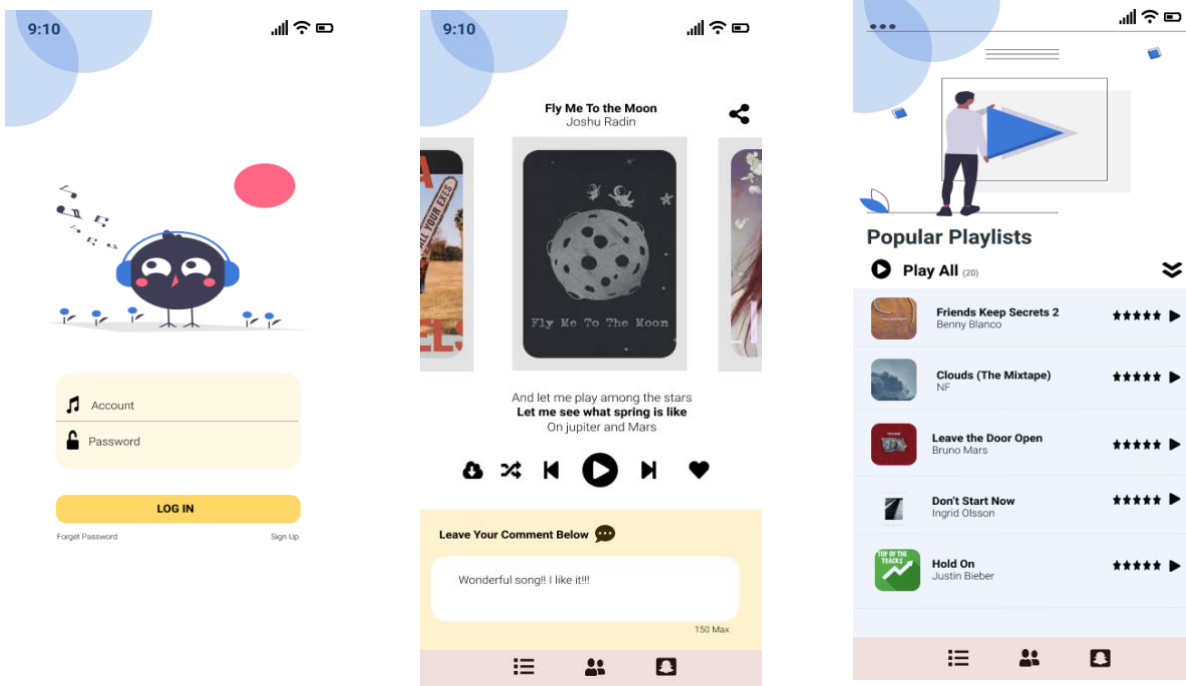 9:10
Account
Password
LOG IN
Forget Password
Sign Up
9:10
Fly Me To the Moon
Joshu Radin
ALL YOUR EXES
ELS
Fly Me To The Moon
And let me play among the stars
Let me see what spring is like
On jupiter and Mars
Leave Your Comment Below
Wonderful song!! I like it!!!
150 Max
Popular Playlists
Play All (20)
Friends Keep Secrets 2
Benny Blanco
Clouds (The Mixtape)
NF
Leave the Door Open
Bruno Mars
Don't Start Now
Ingrid Olsson
TOP OF THE
TRACKS
Hold On
Justin Bieber